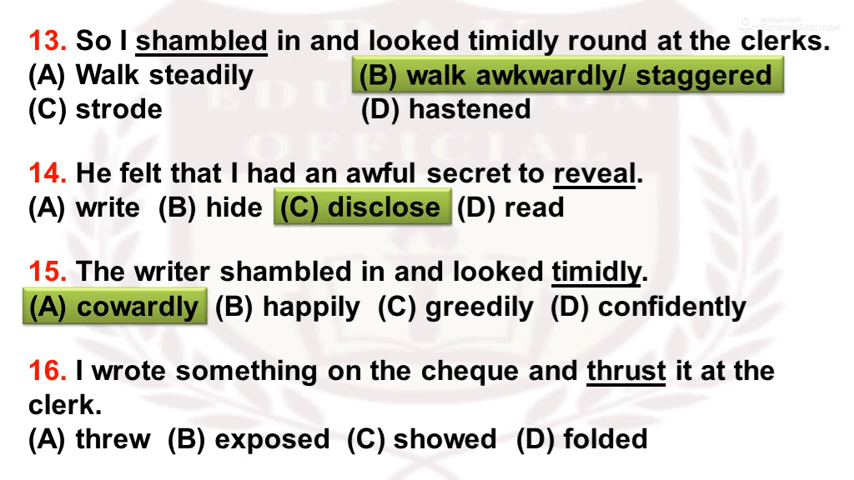 13. So I shambled in and looked timidly round at the clerks.
(A) Walk steadily (B) walk awkwardly/ staggered
(C) strode (D) hastened
14. He felt that I had an awful secret to reveal.
(A) write (B) hide (C) disclose (D) read
15. The writer shambled in and looked timidly.
(A) cowardly (B) happily (C) greedily (D) confidently
16. I wrote something on the cheque and thrust it at the
clerk.
(A) threw (B) exposed (C) showed (D) folded
EDUCATION
OFFICIAL